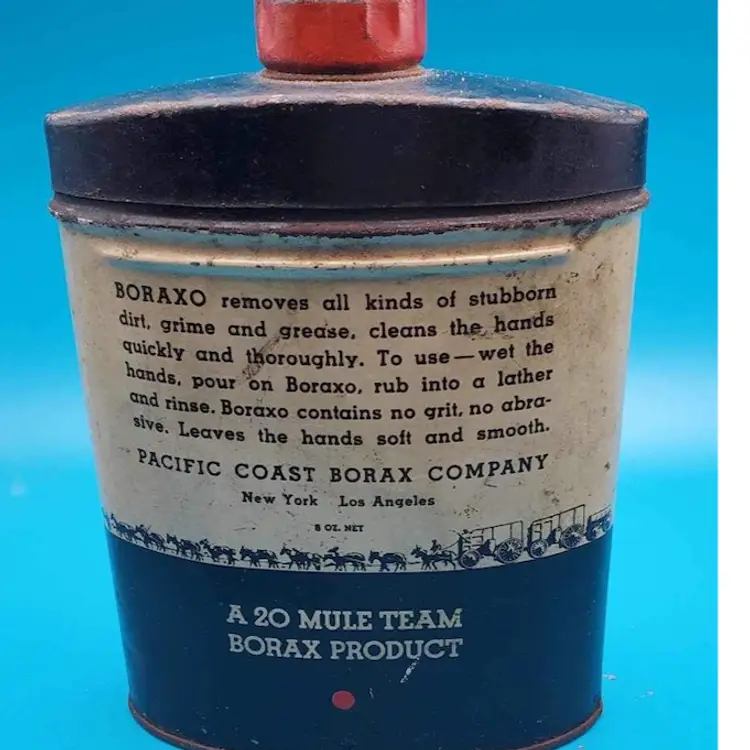 BORAXO removes all kinds of stubborn
dirt, grime and grease, cleans the hands
quickly and thoroughly. To use—wet the
hands, pour on Boraxo, rub into a lather
and rinse. Boraxo contains no grit, no abra-
sive. Leaves the hands soft and smooth.
PACIFIC COAST BORAX COMPANY
New York Los Angeles
8 OZ. NET
A 20 MULE TEAM
BORAX PRODUCT